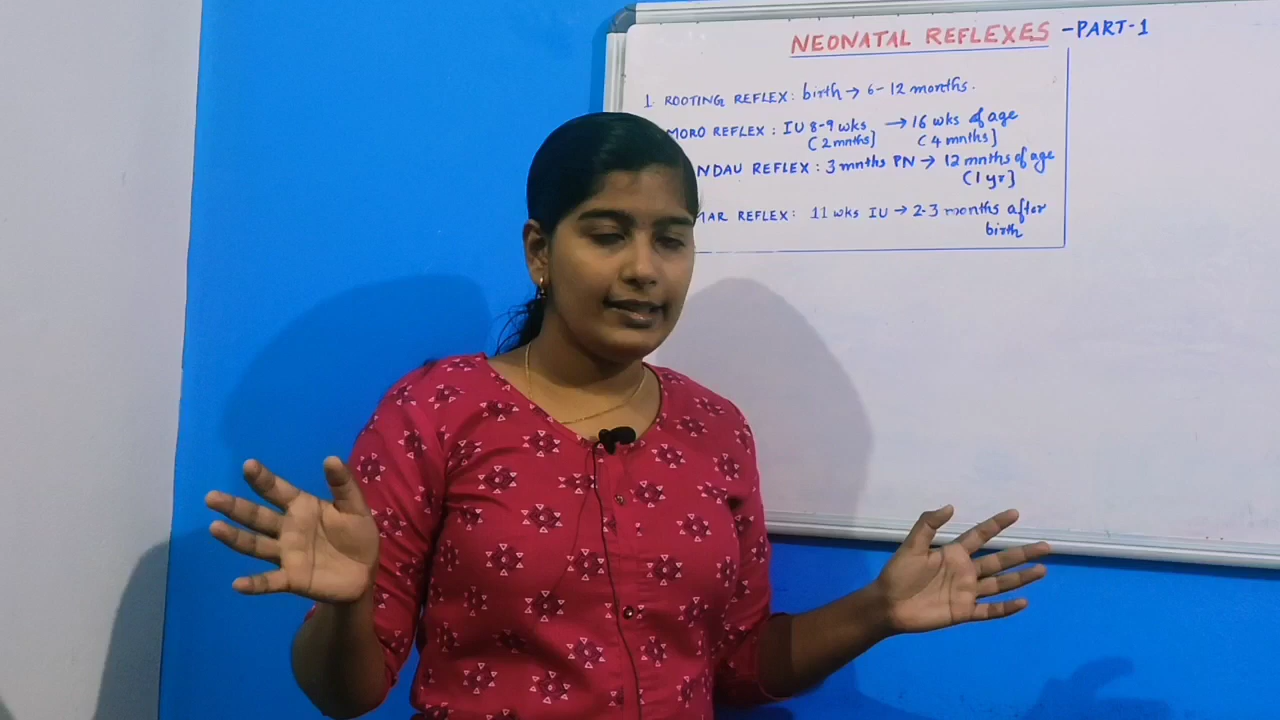 NEONATAL REFLEXES -PART-1
1. ROOTING REFLEX: birth → 6-12 months.
MORO REFLEX: IU 8-9 wks → 16 wks of age
(2 mnths] (4 mnths]
NDAU REFLEX: 3 mnths PN → 12 mnths of age
(1 yr]
MAR REFLEX: 11 wks IU → 2-3 months after
birth